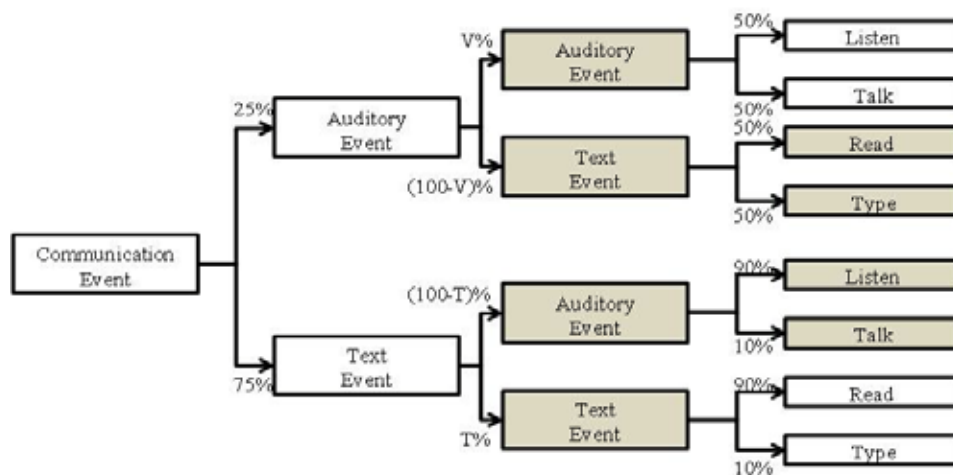 50%
Listen
V%
Auditory
Event
Talk
50%
25%
Auditory
Event
50%
Read
Text
Event
(100-V)%
Type
50%
Communication
Event
90%
Listen
(100-T)%
Auditory
Event
Talk
10%
Text
Event
75%
90%
Read
Text
Event
T%
Type
10%